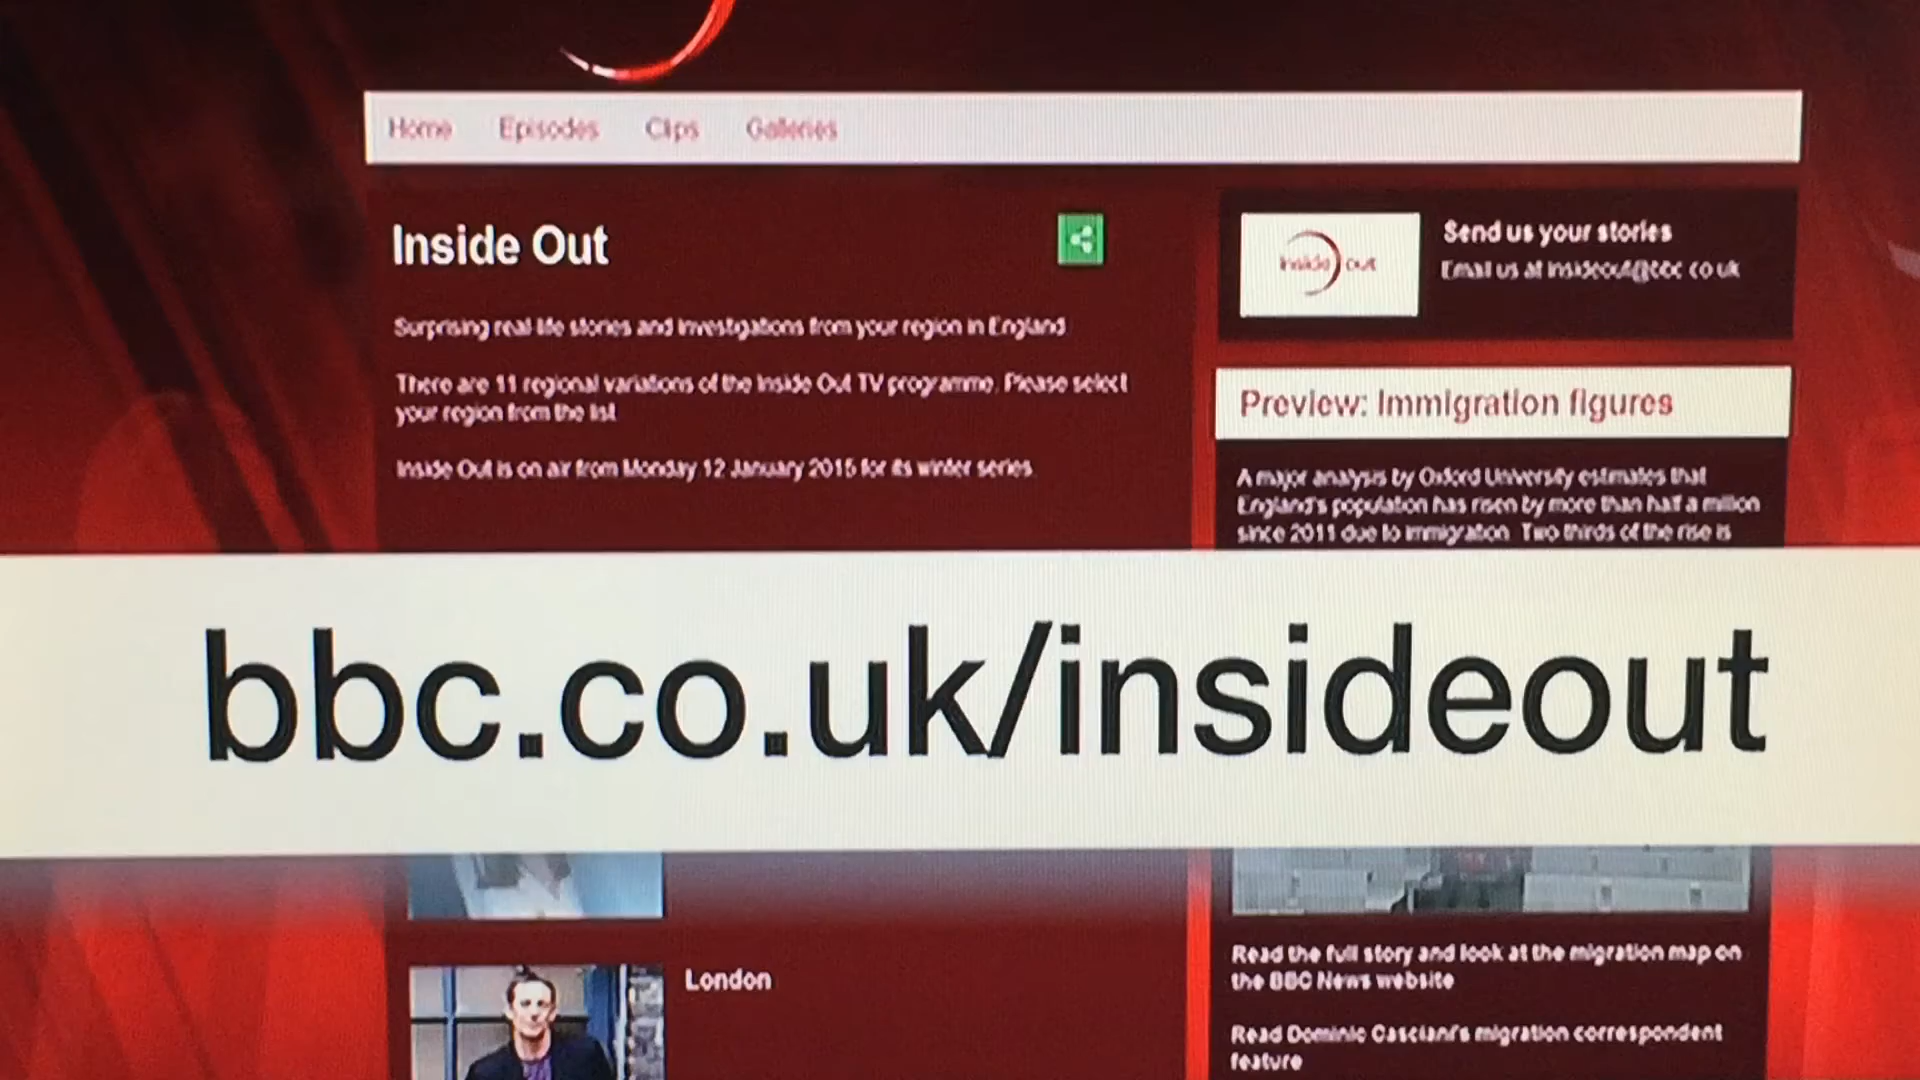 Home Episodes Clips Galleries
Inside Out
Surprising real-life stories and investigations from your region in England
There are 11 regional variations of the Inside Out TV programme. Please select
your region from the list
Inside Out is on air from Monday 12 January 2015 for its winter series.
inside out
Send us your stories
Email us at insideout@bbc.co.uk
Preview: Immigration figures
A major analysis by Oxford University estimates that
England's population has risen by more than half a million
since 2011 due to immigration. Two thirds of the rise is
bbc.co.uk/insideout
London
Read the full story and look at the migration map on
the BBC News website
Read Dominic Casciani's migration correspondent
feature